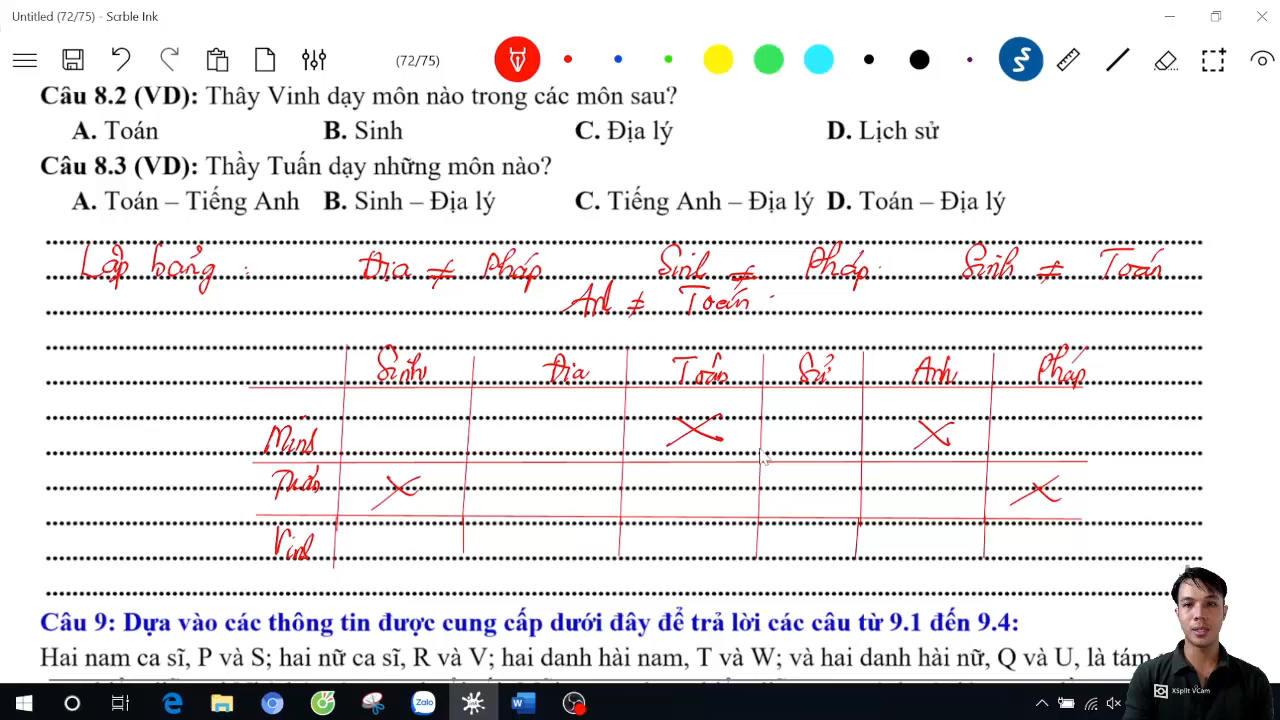 Untitled (72/75) - Scrble Ink
(72/75)
Câu 8.2 (VD): Thây Vinh dạy môn nào trong các môn sau?
A. Toán B. Sinh C. Địa lý D. Lịch sử
Câu 8.3 (VD): Thầy Tuấn dạy những môn nào?
A. Toán – Tiếng Anh B. Sinh – Địa lý C. Tiếng Anh – Địa lý D. Toán – Địa lý
Lập bảng : Địa ≠ Pháp Sinh ≠ Pháp. Sinh ≠ Toán
Anh ≠ Toán.
Sinh Địa Toán Sử Anh Pháp
Minh X X
Tuấn X X
Vinh
Câu 9: Dựa vào các thông tin được cung cấp dưới đây để trả lời các câu từ 9.1 đến 9.4:
Hai nam ca sĩ, P và S; hai nữ ca sĩ, R và V; hai danh hài nam, T và W; và hai danh hài nữ, Q và U, là tám
Zalo
XSplit VCam